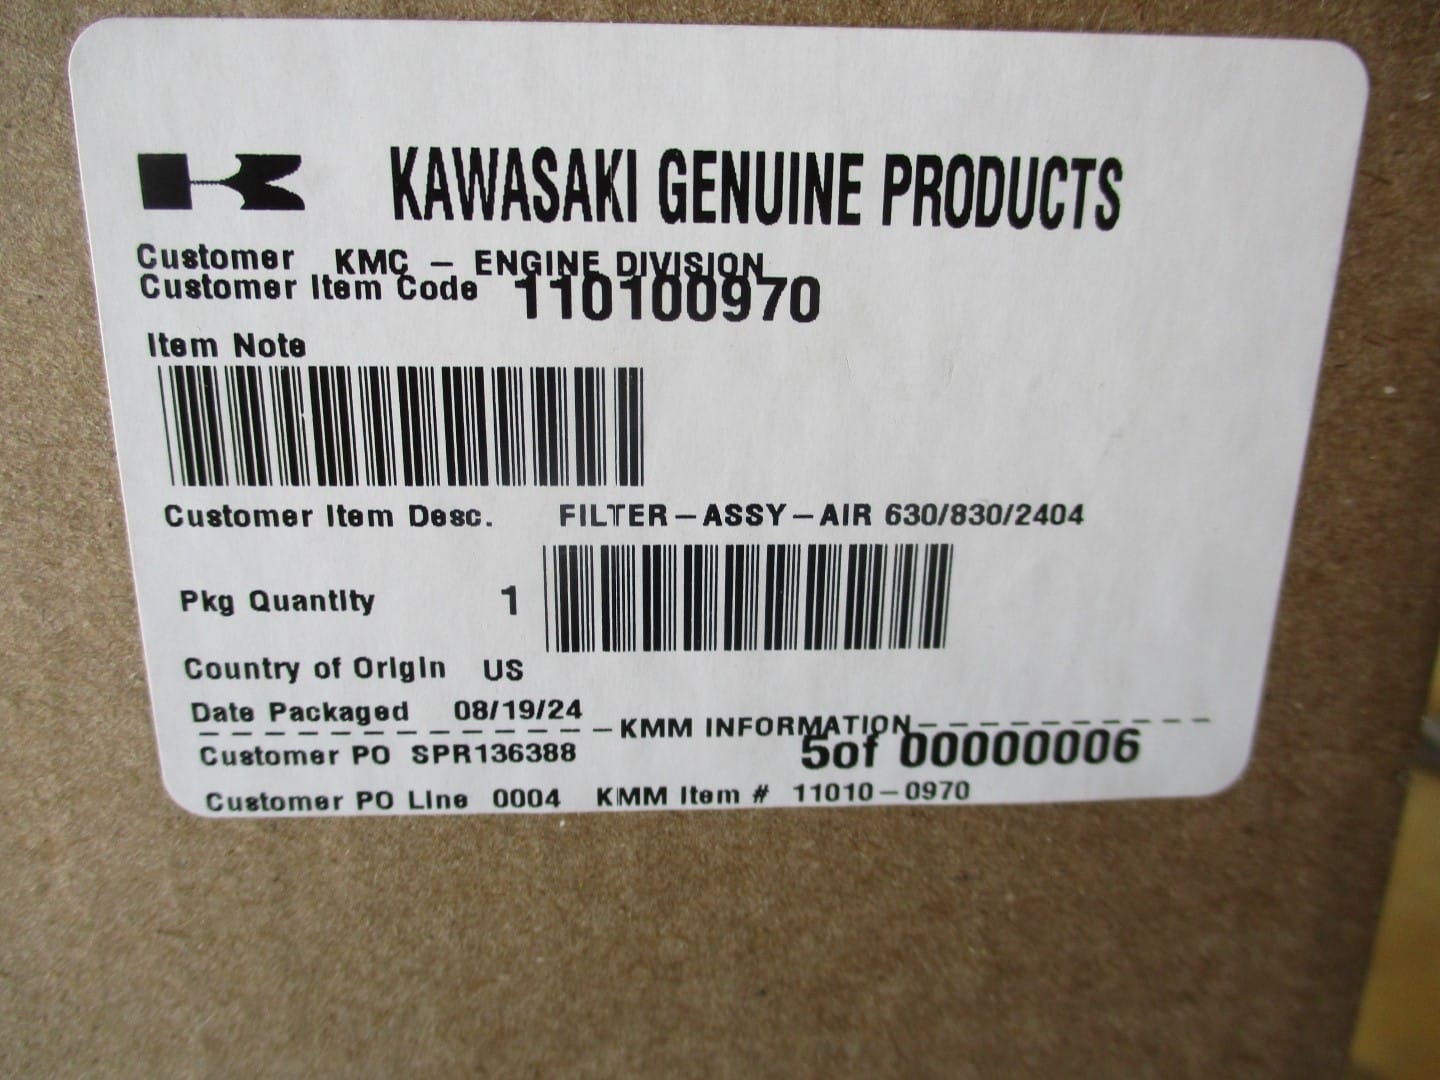 KAWASAKI GENUINE PRODUCTS
Customer KMC - ENGINE DIVISION
Customer Item Code 110100970
Item Note
Customer Item Desc. FILTER-ASSY-AIR 630/830/2404
Pkg Quantity 1
Country of Origin US
Date Packaged 08/19/24
KMM INFORMATION
Customer PO SPR136388 5of 00000006
Customer PO Line 0004 KMM Item # 11010-0970